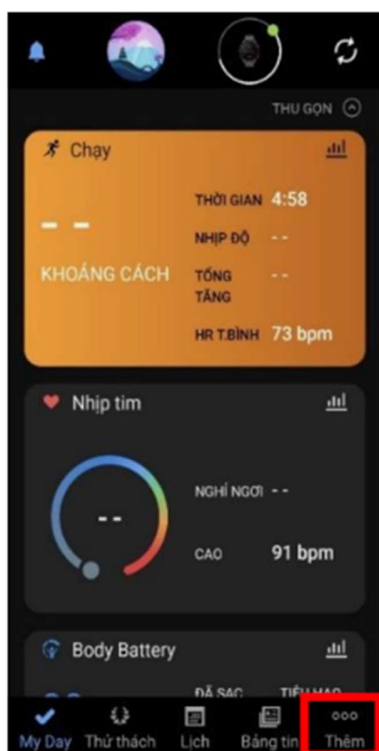 THU GỌN
Chạy
THỜI GIAN 4:58
- -
NHỊP ĐỘ - -
KHOẢNG CÁCH
TỔNG - -
TĂNG
HR T.BÌNH 73 bpm
Nhịp tim
NGHỈ NGƠI - -
- -
CAO 91 bpm
Body Battery
ĐÃ SẠC TIÊU HAO
My Day Thử thách Lịch Bảng tin Thêm